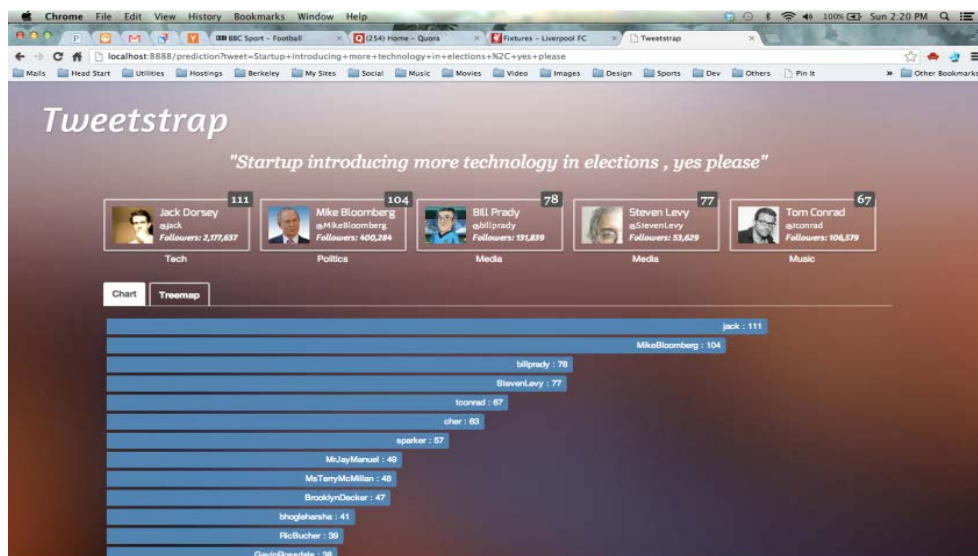 Chrome File Edit View History Bookmarks Window Help 100% Sun 2:20 PM
BBC Sport - Football (254) Home - Quora Fixtures - Liverpool FC Tweetstrap
localhost:8888/prediction?tweet=Startup+introducing+more+technology+in+elections+%2C+yes+please
Mails Head Start Utilities Hostings Berkeley My Sites Social Music Movies Video Images Design Sports Dev Others Pin It » Other Bookmarks
Tweetstrap
"Startup introducing more technology in elections , yes please"
111 104 78 77 67
Jack Dorsey Mike Bloomberg Bill Prady Steven Levy Tom Conrad
@jack @MikeBloomberg @billprady @StevenLevy @tconrad
Followers: 2,177,637 Followers: 400,284 Followers: 131,839 Followers: 53,629 Followers: 106,579
Tech Politics Media Media Music
Chart Treemap
jack : 111
MikeBloomberg : 104
billprady : 78
StevenLevy : 77
tconrad : 67
cher : 63
sparker : 57
MrJayManuel : 49
MsTerryMcMillan : 48
BrooklynDecker : 47
bhogleharsha : 41
RicBucher : 39
GavinRossdale : 38